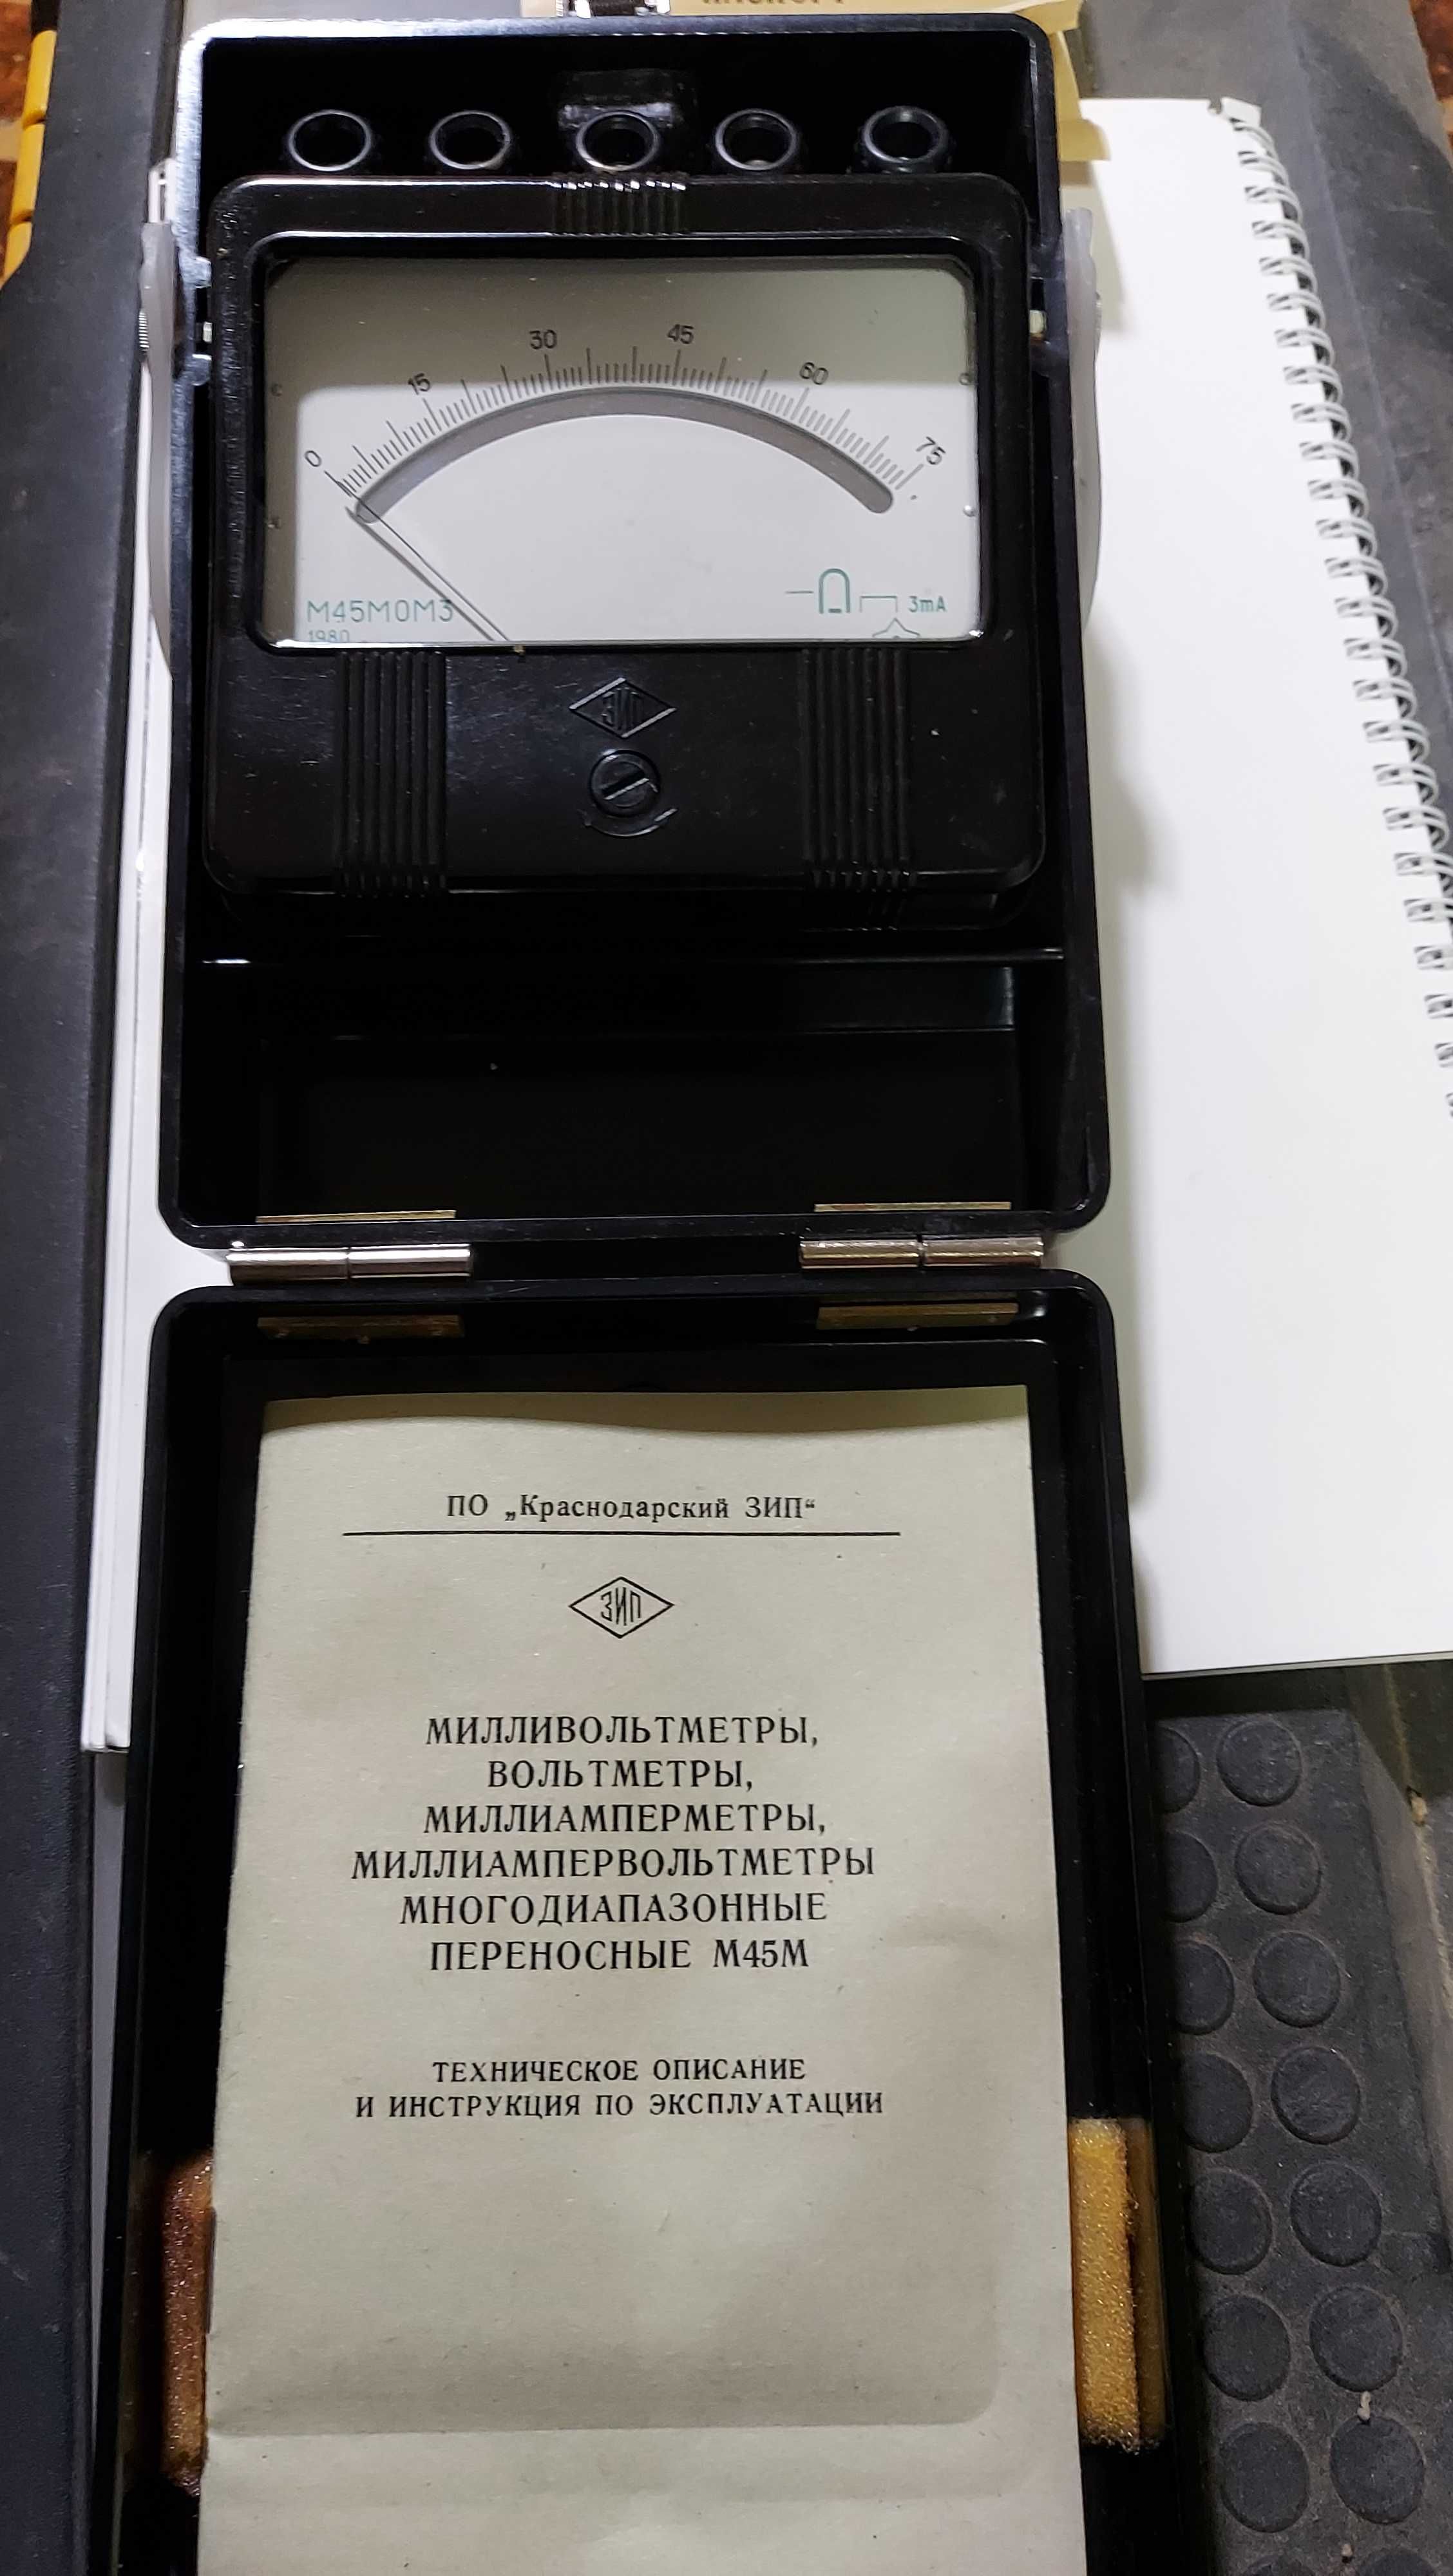 0 15 30 45 60 75
М45МОМ3
3mA
1980
ЗИП
ПО „Краснодарский ЗИП“
ЗИП
МИЛЛИВОЛЬТМЕТРЫ,
ВОЛЬТМЕТРЫ,
МИЛЛИАМПЕРМЕТРЫ,
МИЛЛИАМПЕРВОЛЬТМЕТРЫ
МНОГОДИАПАЗОННЫЕ
ПЕРЕНОСНЫЕ М45М
ТЕХНИЧЕСКОЕ ОПИСАНИЕ
И ИНСТРУКЦИЯ ПО ЭКСПЛУАТАЦИИ